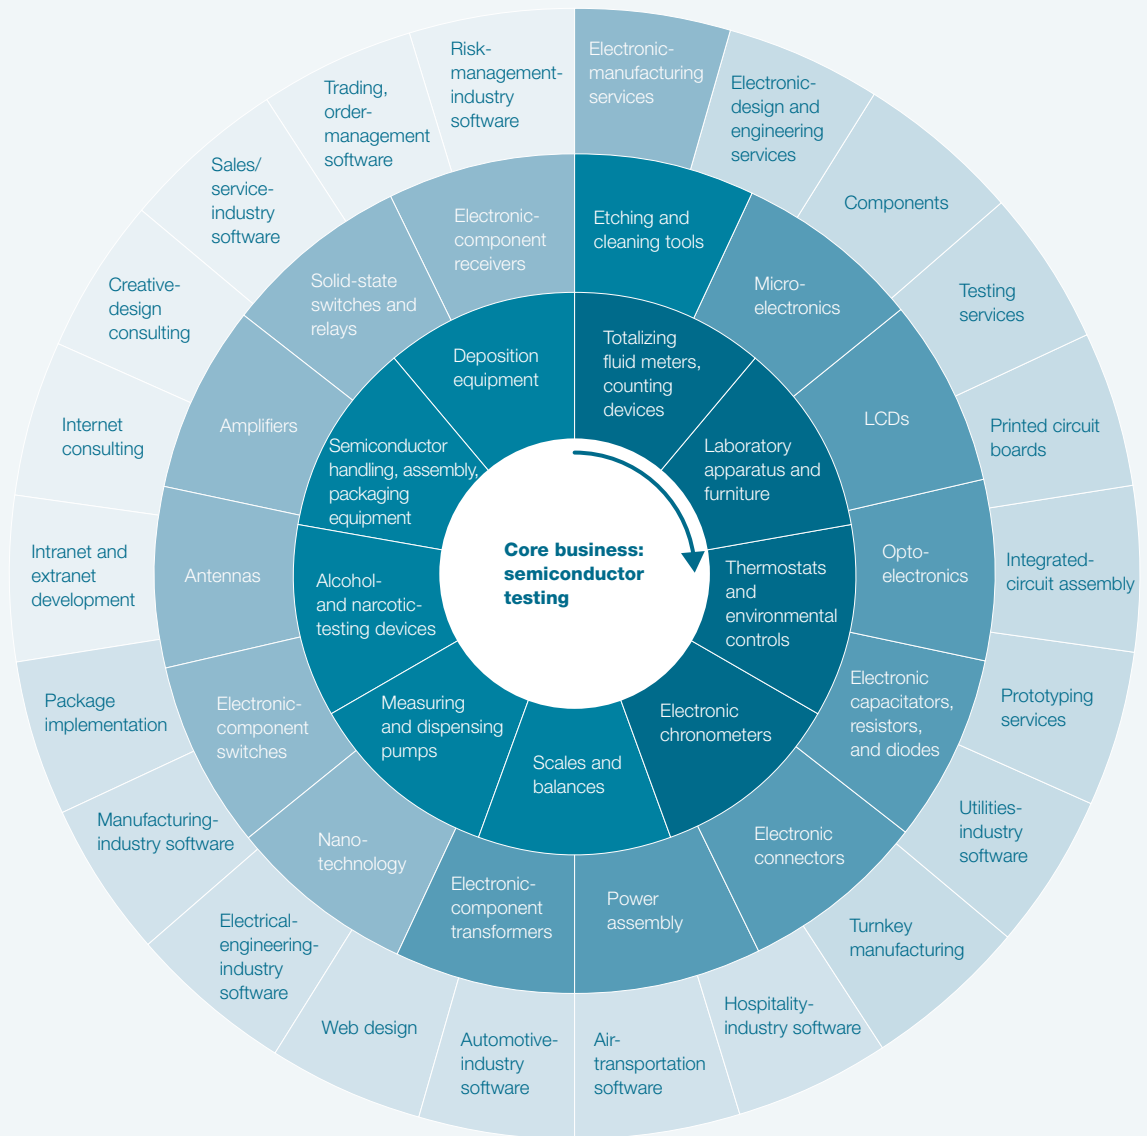 Core business:
semiconductor
testing
Totalizing
fluid meters,
counting
devices
Laboratory
apparatus and
furniture
Thermostats
and
environmental
controls
Electronic
chronometers
Scales and
balances
Measuring
and dispensing
pumps
Alcohol-
and narcotic-
testing devices
Semiconductor
handling, assembly,
packaging
equipment
Deposition
equipment
Etching and
cleaning tools
Micro-
electronics
LCDs
Opto-
electronics
Electronic
capacitators,
resistors,
and diodes
Electronic
connectors
Power
assembly
Electronic-
component
transformers
Nano-
technology
Electronic-
component
switches
Antennas
Amplifiers
Solid-state
switches and
relays
Electronic-
component
receivers
Electronic-
manufacturing
services
Electronic-
design and
engineering
services
Components
Testing
services
Printed circuit
boards
Integrated-
circuit assembly
Prototyping
services
Utilities-
industry
software
Turnkey
manufacturing
Hospitality-
industry software
Air-
transportation
software
Automotive-
industry
software
Web design
Electrical-
engineering-
industry
software
Manufacturing-
industry software
Package
implementation
Intranet and
extranet
development
Internet
consulting
Creative-
design
consulting
Sales/
service-
industry
software
Trading,
order-
management
software
Risk-
management-
industry
software